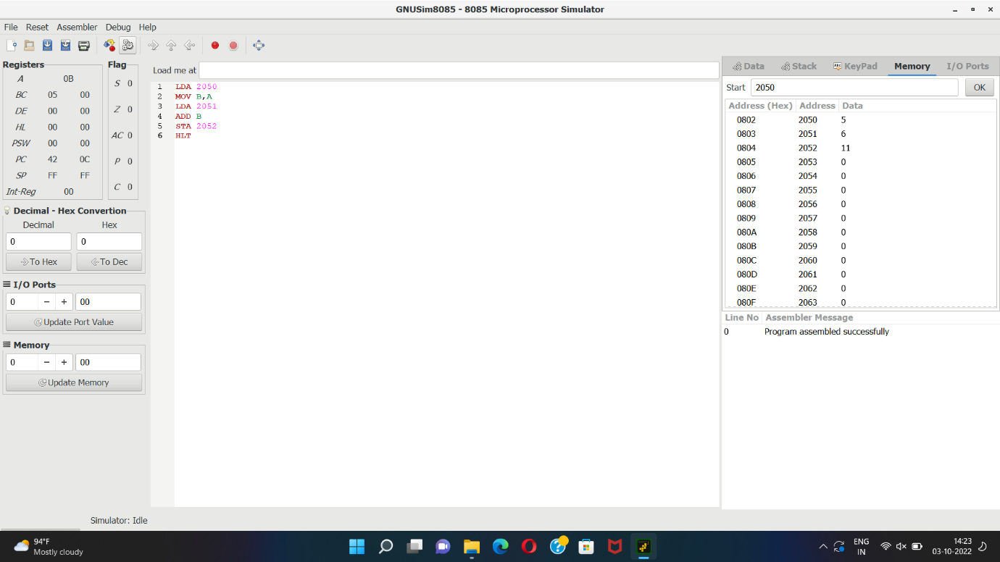 GNUSim8085 - 8085 Microprocessor Simulator
File Reset Assembler Debug Help
Registers
A 0B
BC 05 00
DE 00 00
HL 00 00
PSW 00 00
PC 42 0C
SP FF FF
Int-Reg 00
Flag
S 0
Z 0
AC 0
P 0
C 0
Decimal - Hex Convertion
Decimal Hex
0 0
To Hex To Dec
I/O Ports
0 − + 00
Update Port Value
Memory
0 − + 00
Update Memory
Load me at
1 LDA 2050
2 MOV B,A
3 LDA 2051
4 ADD B
5 STA 2052
6 HLT
Data Stack KeyPad Memory I/O Ports
Start 2050 OK
Address (Hex) Address Data
0802 2050 5
0803 2051 6
0804 2052 11
0805 2053 0
0806 2054 0
0807 2055 0
0808 2056 0
0809 2057 0
080A 2058 0
080B 2059 0
080C 2060 0
080D 2061 0
080E 2062 0
080F 2063 0
Line No Assembler Message
0 Program assembled successfully
Simulator: Idle
94°F
Mostly cloudy
ENG
IN
14:23
03-10-2022